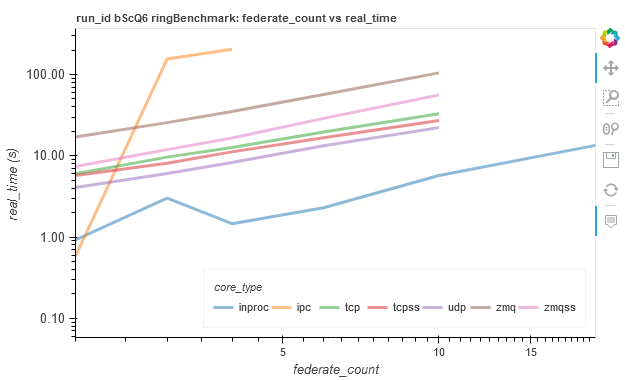 run_id bScQ6 ringBenchmark: federate_count vs real_time
100.00
10.00
1.00
0.10
real_time (s)
core_type
inproc ipc tcp tcpss udp zmq zmqss
5 10 15
federate_count